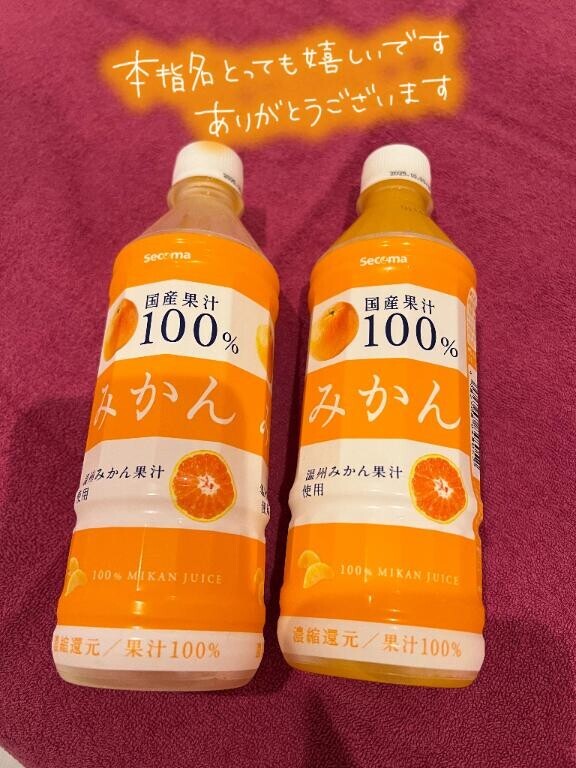 本指名とっても嬉しいです
ありがとうございます
Secoma
国産果汁
100%
みかん
温州みかん果汁
使用
100% MIKAN JUICE
濃縮還元/果汁100%
Secoma
国産果汁
100%
みかん
温州みかん果汁
使用
100% MIKAN JUICE
濃縮還元/果汁100%